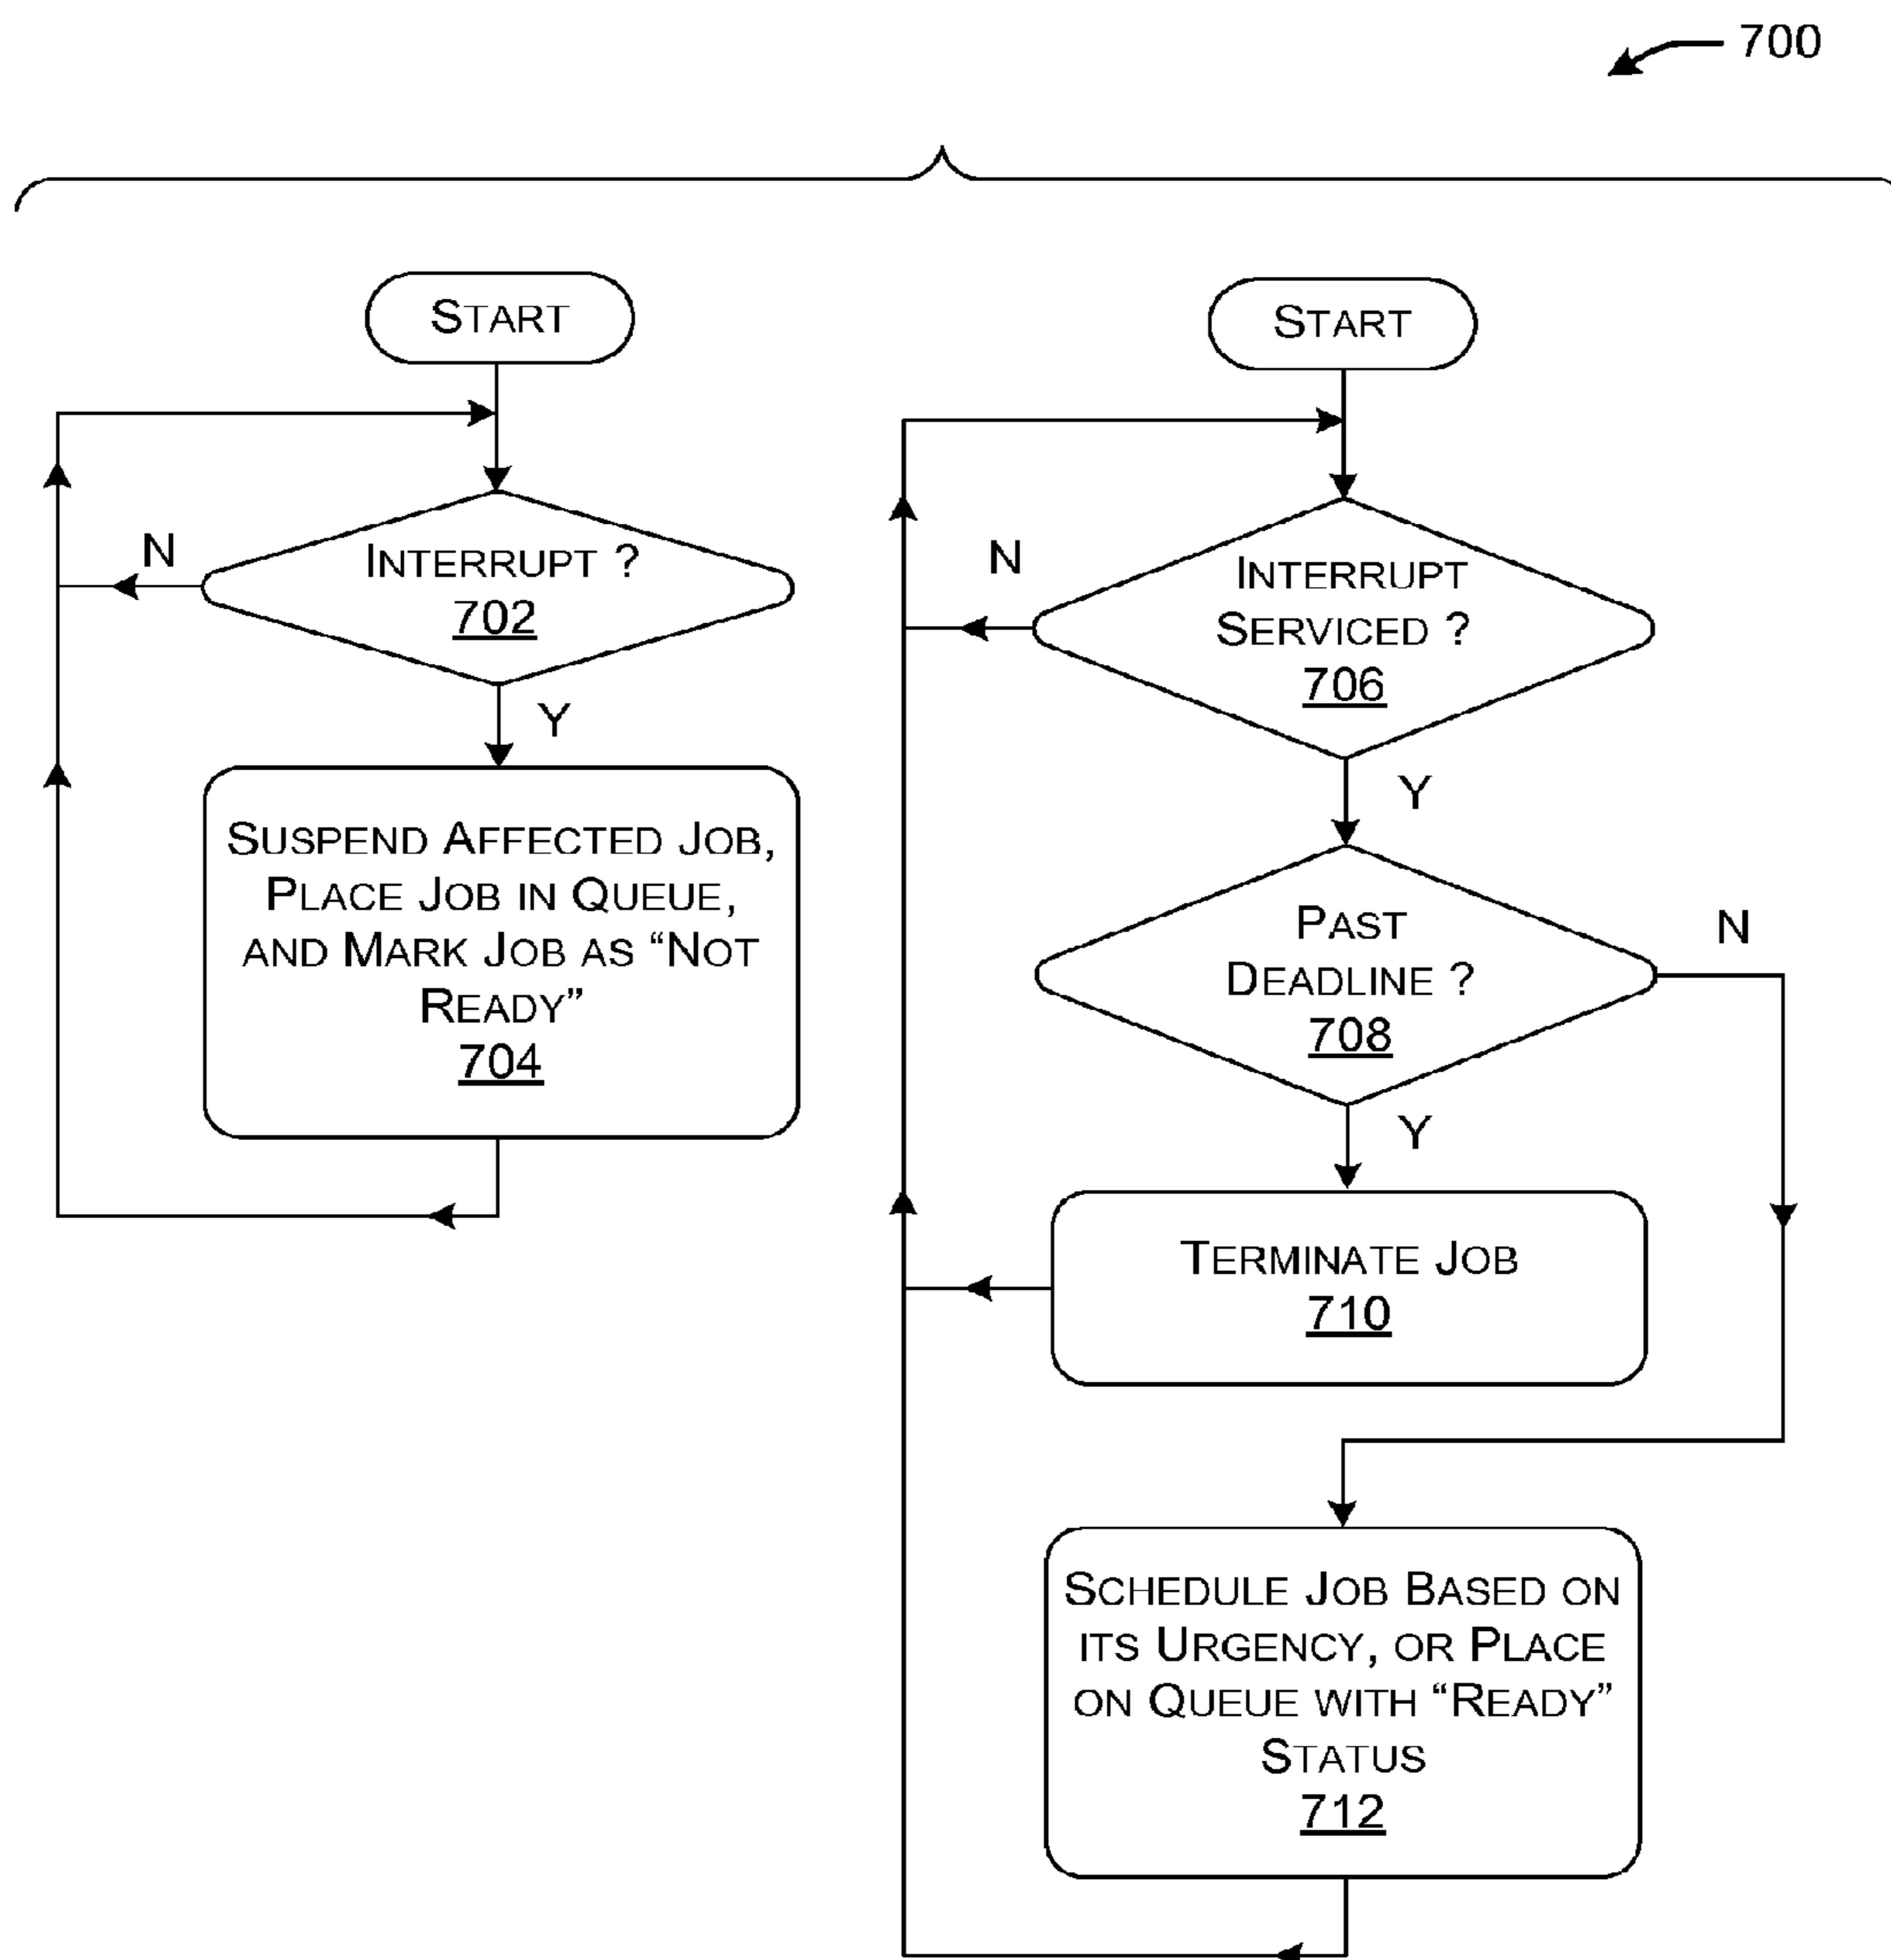 700
START
INTERRUPT ?
702
N
Y
SUSPEND AFFECTED JOB,
PLACE JOB IN QUEUE,
AND MARK JOB AS “NOT
READY”
704
START
INTERRUPT
SERVICED ?
706
N
Y
PAST
DEADLINE ?
708
N
Y
TERMINATE JOB
710
SCHEDULE JOB BASED ON
ITS URGENCY, OR PLACE
ON QUEUE WITH “READY”
STATUS
712